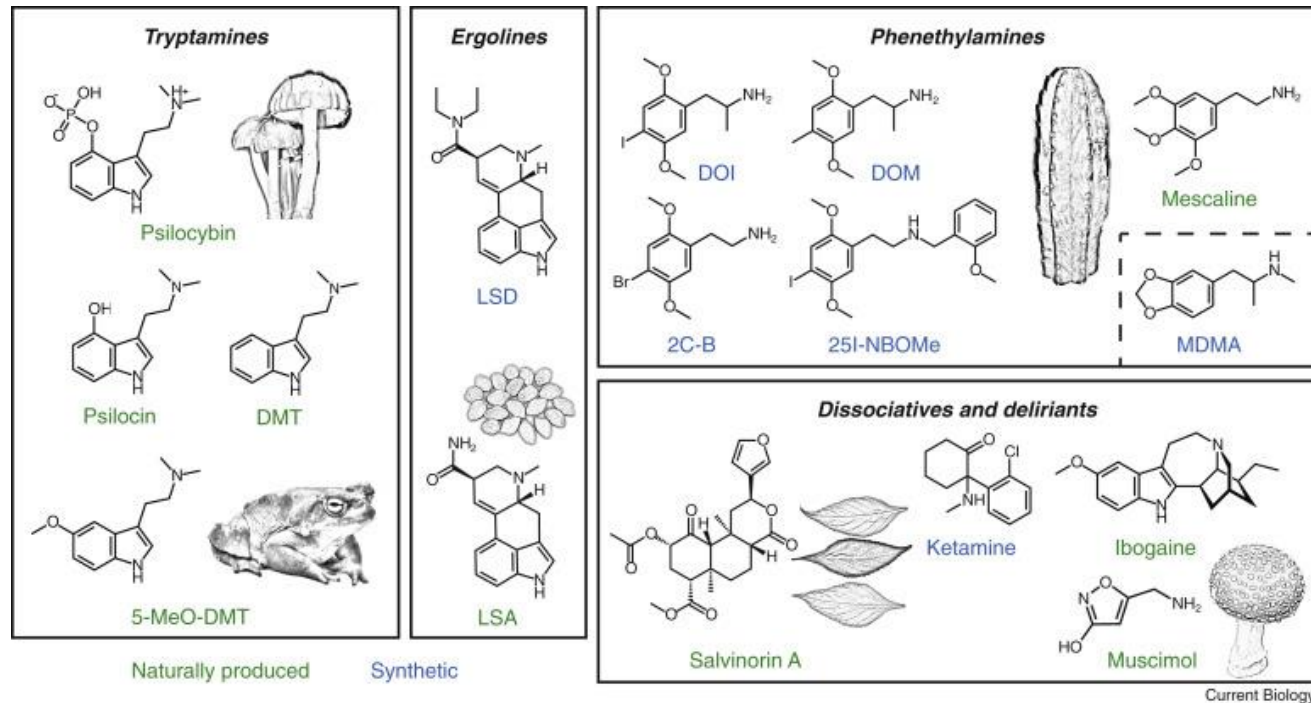 Tryptamines
Psilocybin
Psilocin
DMT
5-MeO-DMT
Ergolines
LSD
LSA
Phenethylamines
DOI
DOM
Mescaline
2C-B
25I-NBOMe
MDMA
Dissociatives and deliriants
Salvinorin A
Ketamine
Ibogaine
Muscimol
Naturally produced
Synthetic
Current Biology